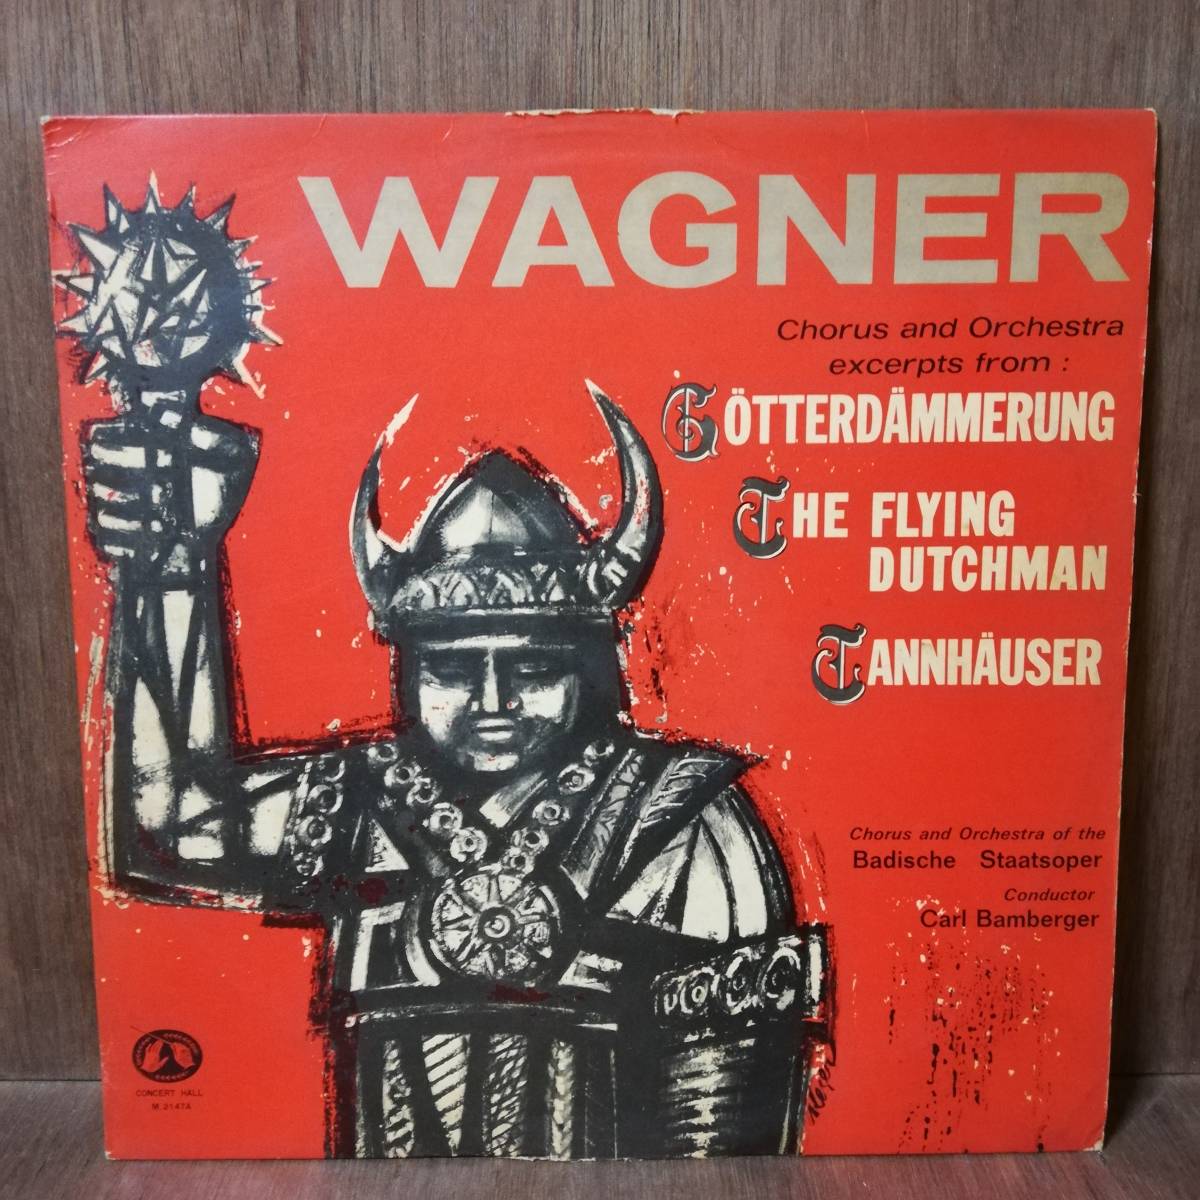 WAGNER
Chorus and Orchestra
excerpts from :
GÖTTERDÄMMERUNG
THE FLYING
DUTCHMAN
TANNHÄUSER
Chorus and Orchestra of the
Badische Staatsoper
Conductor
Carl Bamberger
CONCERT HALL
M 2147A